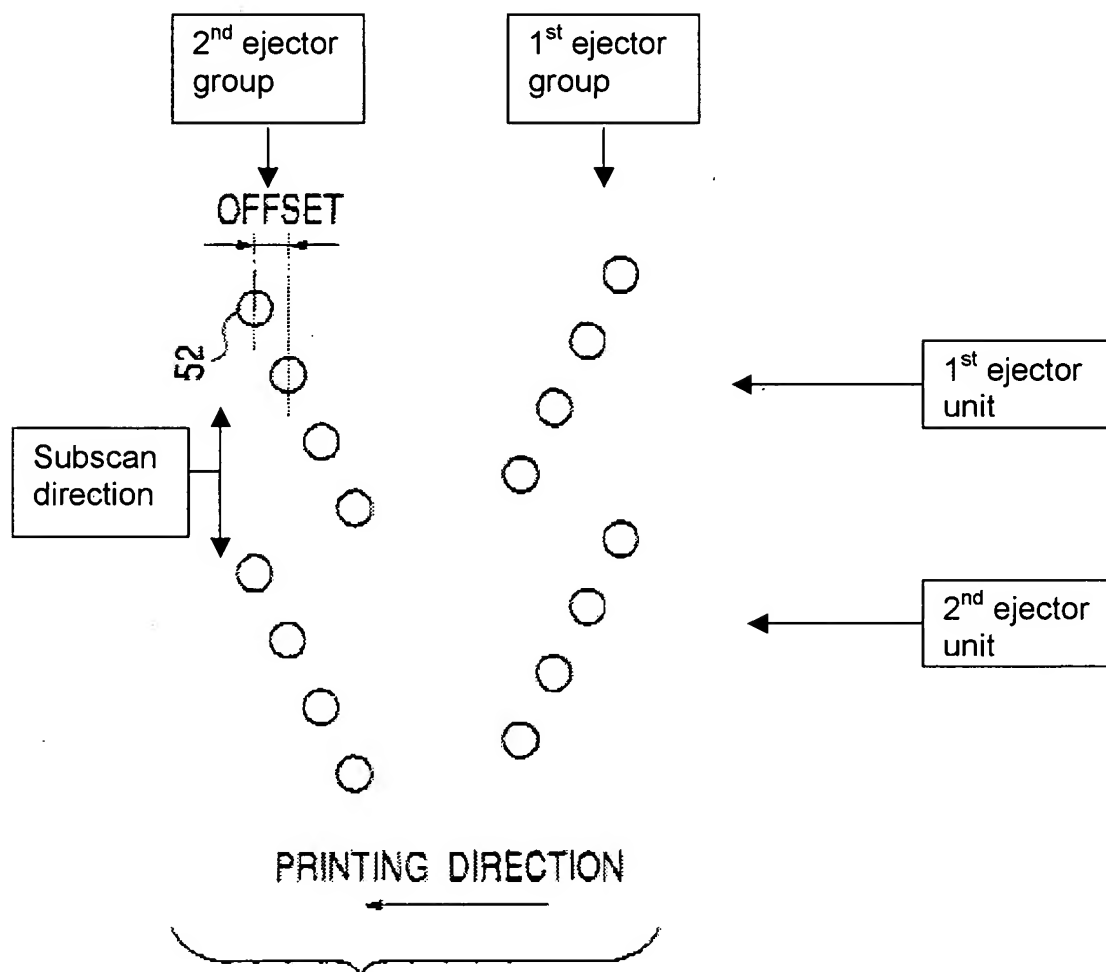 2nd ejector
group
1st ejector
group
OFFSET
52
1st ejector
unit
Subscan
direction
2nd ejector
unit
PRINTING DIRECTION